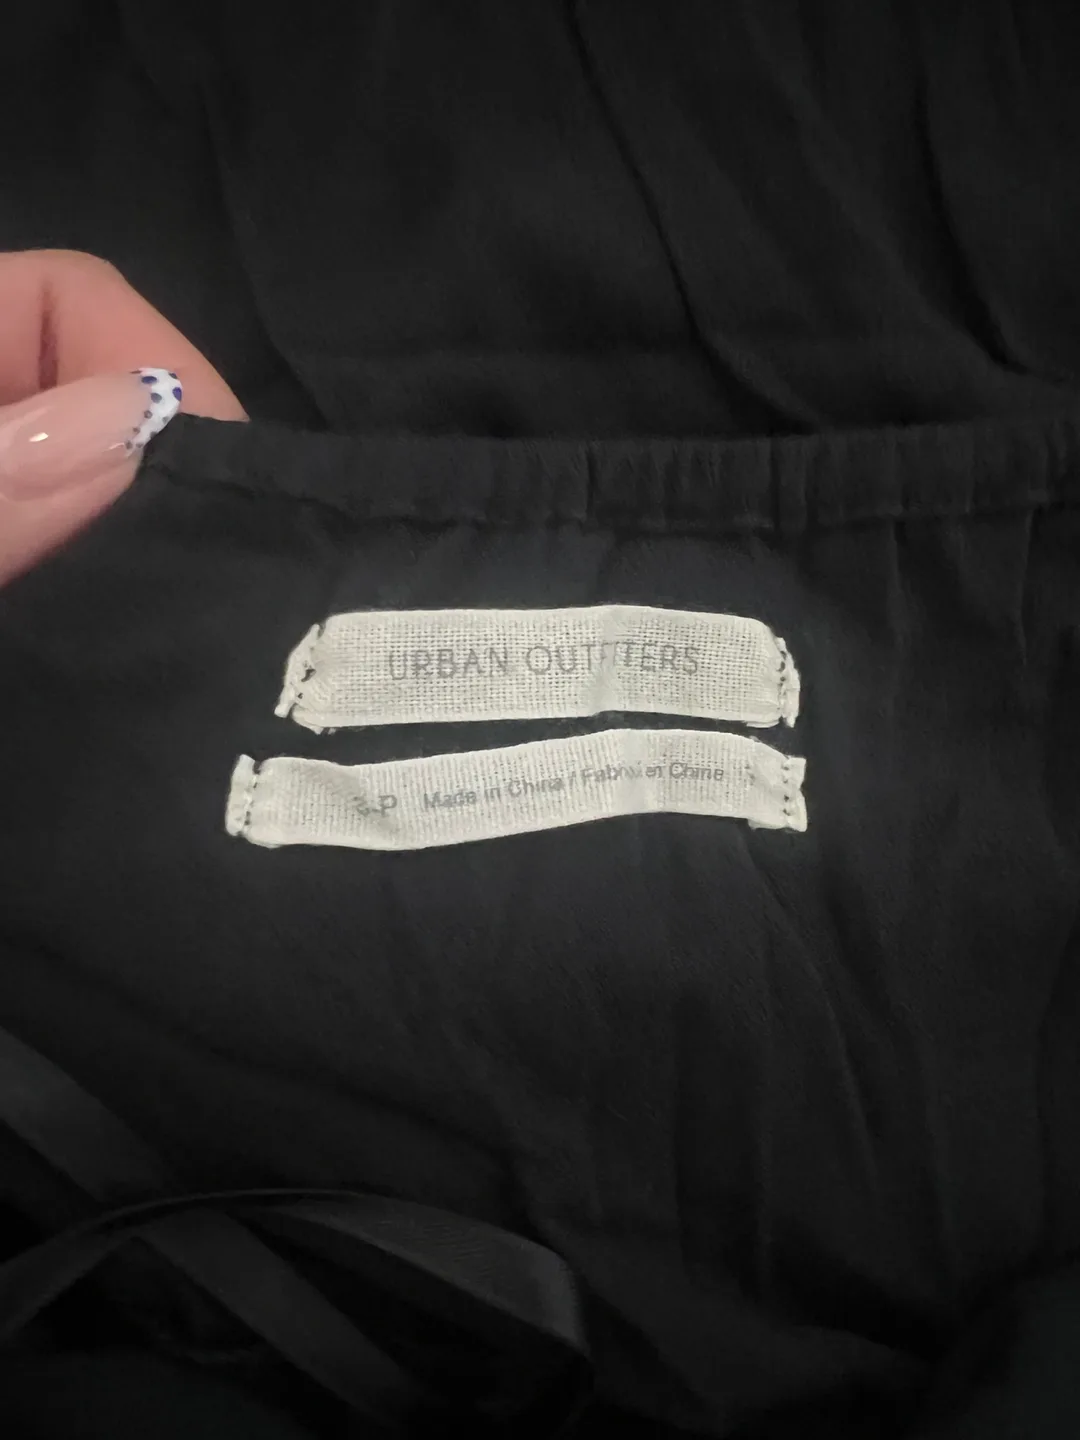 URBAN OUTFITTERS
S-P Made in China / Fabriqué en Chine